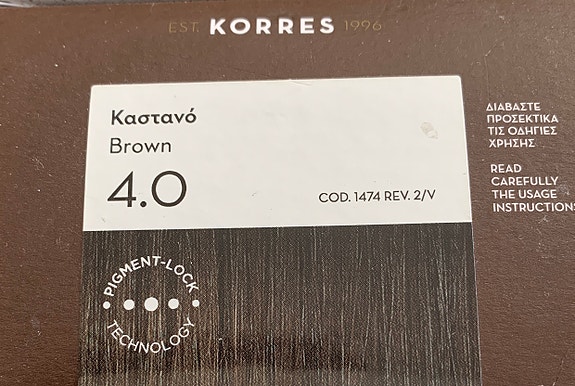 EST. KORRES 1996
Καστανό
Brown
4.0
COD. 1474 REV. 2/V
ΔΙΑΒΑΣΤΕ
ΠΡΟΣΕΚΤΙΚΑ
ΤΙΣ ΟΔΗΓΙΕΣ
ΧΡΗΣΗΣ
READ
CAREFULLY
THE USAGE
INSTRUCTIONS
PIGMENT-LOCK
TECHNOLOGY